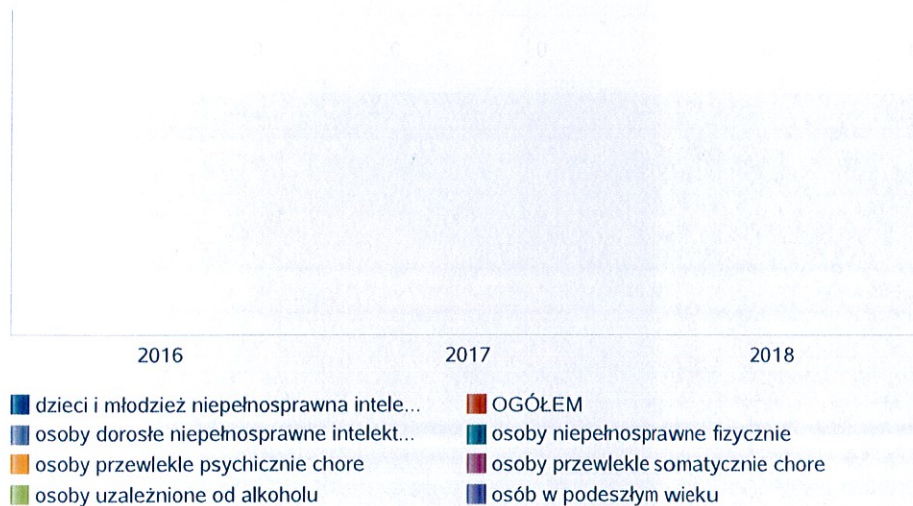 2016 2017 2018
dzieci i młodzież niepełnosprawna intele... OGÓŁEM
osoby dorosłe niepełnosprawne intelekt... osoby niepełnosprawne fizycznie
osoby przewlekle psychicznie chore osoby przewlekle somatycznie chore
osoby uzależnione od alkoholu osób w podeszłym wieku